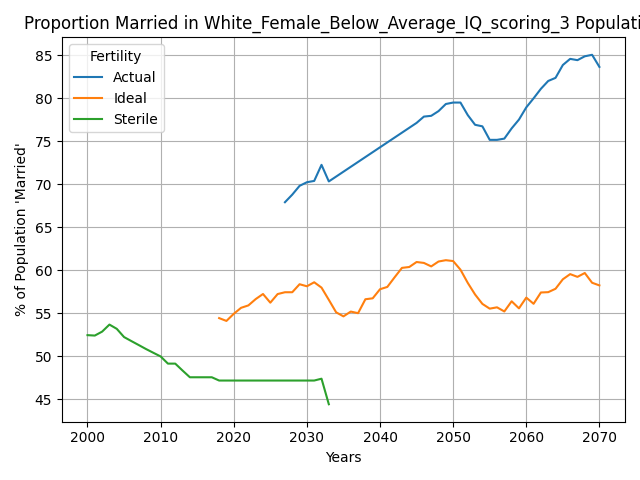 Proportion Married in White_Female_Below_Average_IQ_scoring_3 Populati
Fertility
Actual
Ideal
Sterile
% of Population 'Married'
85
80
75
70
65
60
55
50
45
2000 2010 2020 2030 2040 2050 2060 2070
Years